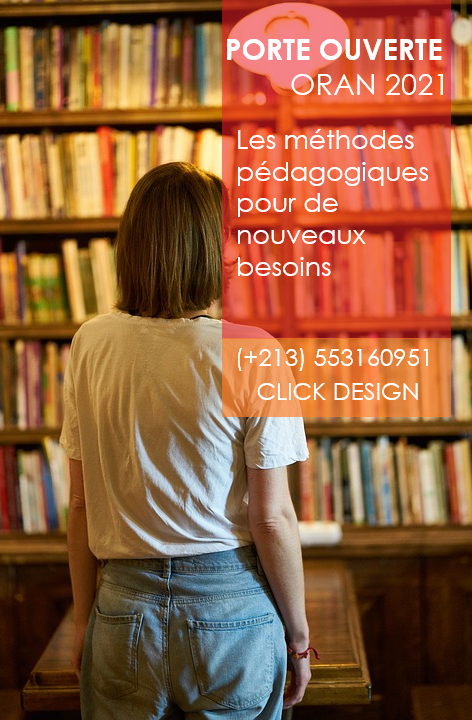 PORTE OUVERTE
ORAN 2021
Les méthodes
pédagogiques
pour de
nouveaux
besoins
(+213) 553160951
CLICK DESIGN